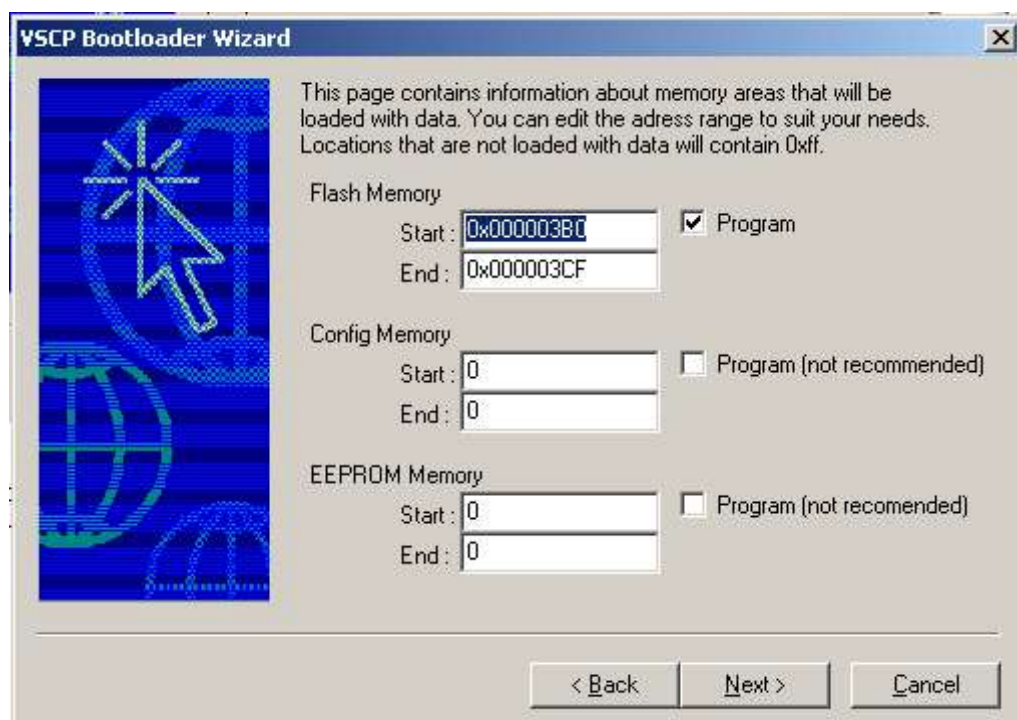 VSCP Bootloader Wizard
This page contains information about memory areas that will be
loaded with data. You can edit the adress range to suit your needs.
Locations that are not loaded with data will contain 0xff.
Flash Memory
Start : 0x000003B0 Program
End : 0x000003CF
Config Memory
Start : 0 Program (not recommended)
End : 0
EEPROM Memory
Start : 0 Program (not recomended)
End : 0
< Back Next > Cancel